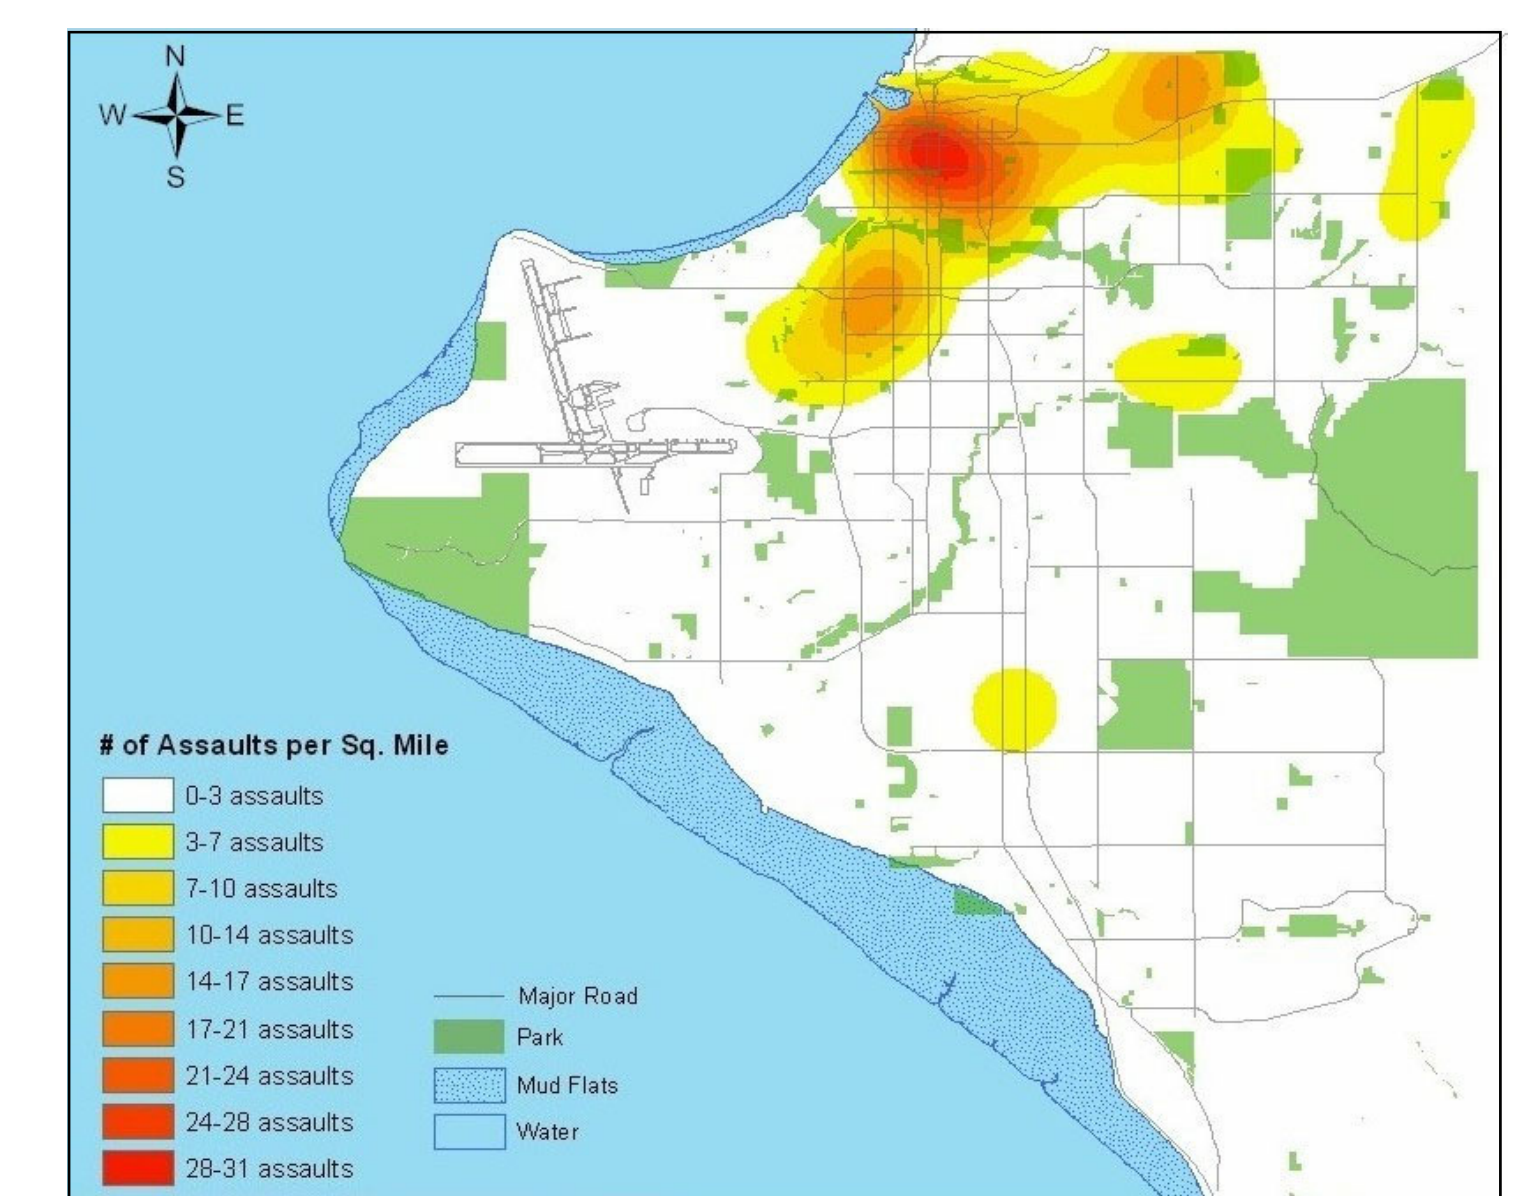 N
W E
S
# of Assaults per Sq. Mile
0-3 assaults
3-7 assaults
7-10 assaults
10-14 assaults
14-17 assaults
17-21 assaults
21-24 assaults
24-28 assaults
28-31 assaults
Major Road
Park
Mud Flats
Water